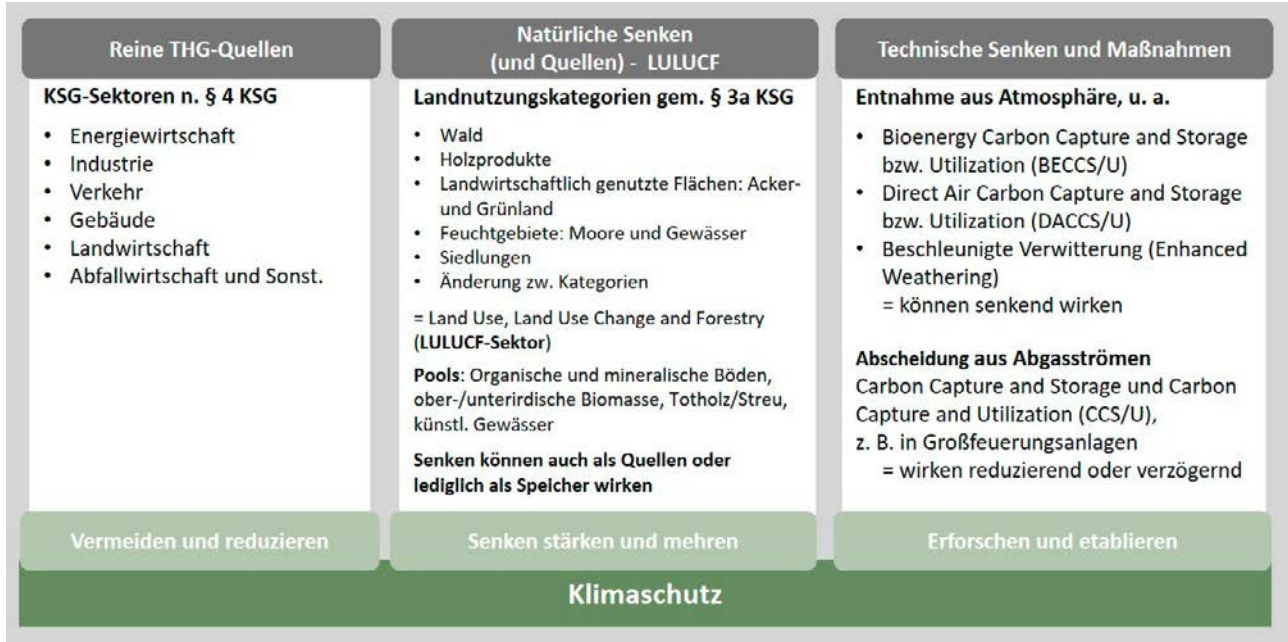 Reine THG-Quellen
KSG-Sektoren n. § 4 KSG
• Energiewirtschaft
• Industrie
• Verkehr
• Gebäude
• Landwirtschaft
• Abfallwirtschaft und Sonst.
Vermeiden und reduzieren
Natürliche Senken
(und Quellen) - LULUCF
Landnutzungskategorien gem. § 3a KSG
• Wald
• Holzprodukte
• Landwirtschaftlich genutzte Flächen: Acker-
und Grünland
• Feuchtgebiete: Moore und Gewässer
• Siedlungen
• Änderung zw. Kategorien
= Land Use, Land Use Change and Forestry
(LULUCF-Sektor)
Pools: Organische und mineralische Böden,
ober-/unterirdische Biomasse, Totholz/Streu,
künstl. Gewässer
Senken können auch als Quellen oder
lediglich als Speicher wirken
Senken stärken und mehren
Technische Senken und Maßnahmen
Entnahme aus Atmosphäre, u. a.
• Bioenergy Carbon Capture and Storage
bzw. Utilization (BECCS/U)
• Direct Air Carbon Capture and Storage
bzw. Utilization (DACCS/U)
• Beschleunigte Verwitterung (Enhanced
Weathering)
= können senkend wirken
Abscheidung aus Abgasströmen
Carbon Capture and Storage und Carbon
Capture and Utilization (CCS/U),
z. B. in Großfeuerungsanlagen
= wirken reduzierend oder verzögernd
Erforschen und etablieren
Klimaschutz